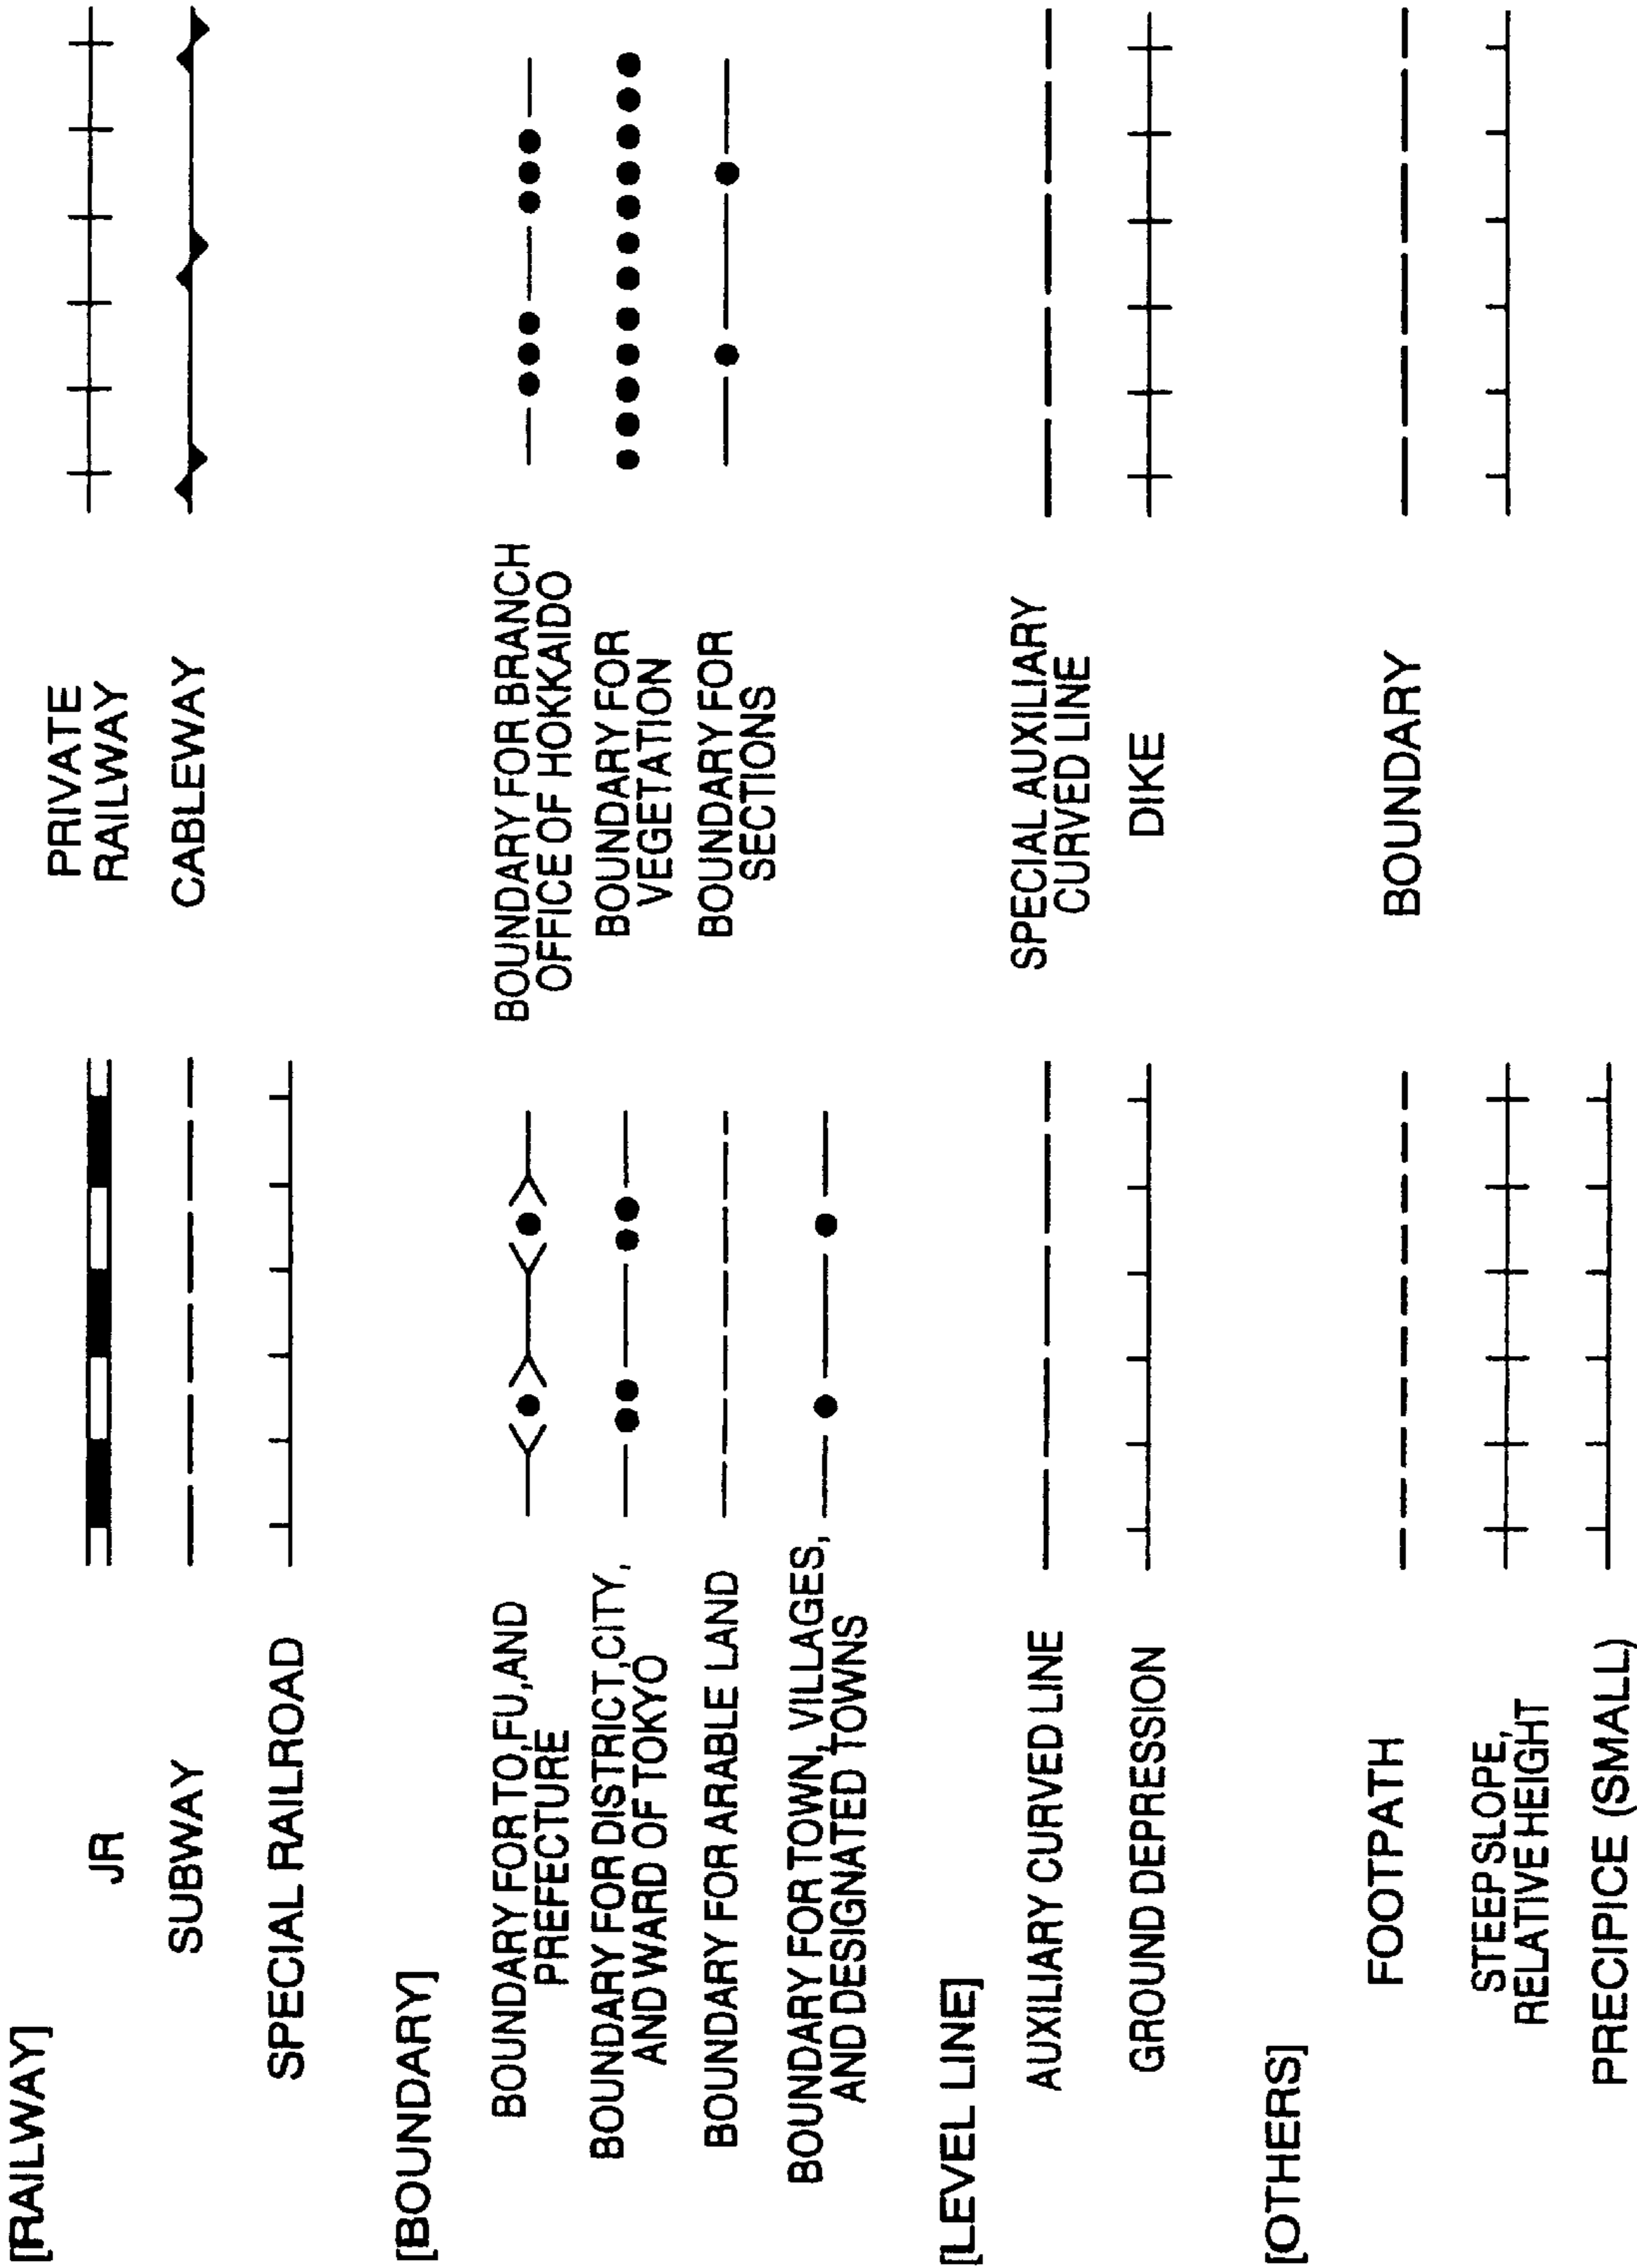 [RAILWAY]
JR
PRIVATE
RAILWAY
SUBWAY
CABLEWAY
SPECIAL RAILROAD
[BOUNDARY]
BOUNDARY FOR TO,FU,AND
PREFECTURE
BOUNDARY FOR BRANCH
OFFICE OF HOKKAIDO
BOUNDARY FOR DISTRICT,CITY,
AND WARD OF TOKYO
BOUNDARY FOR
VEGETATION
BOUNDARY FOR ARABLE LAND
BOUNDARY FOR
SECTIONS
BOUNDARY FOR TOWN, VILLAGES,
AND DESIGNATED TOWNS
[LEVEL LINE]
AUXILIARY CURVED LINE
SPECIAL AUXILIARY
CURVED LINE
GROUND DEPRESSION
DIKE
[OTHERS]
FOOTPATH
BOUNDARY
STEEP SLOPE,
RELATIVE HEIGHT
PRECIPICE (SMALL)